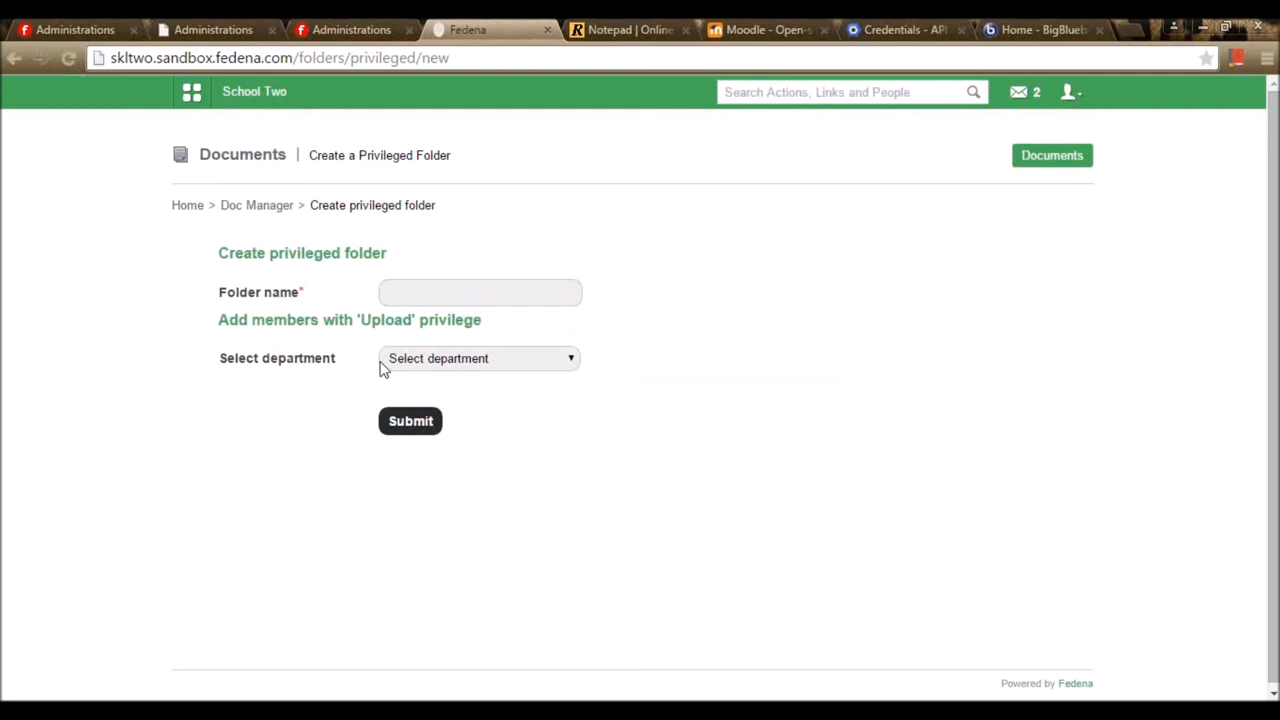 Administrations
Administrations
Administrations
Fedena
Notepad | Online
Moodle - Open-s
Credentials - API
Home - BigBlueb
skltwo.sandbox.fedena.com/folders/privileged/new
School Two
Search Actions, Links and People
2
Documents | Create a Privileged Folder
Documents
Home > Doc Manager > Create privileged folder
Create privileged folder
Folder name*
Add members with 'Upload' privilege
Select department
Select department
Submit
Powered by Fedena